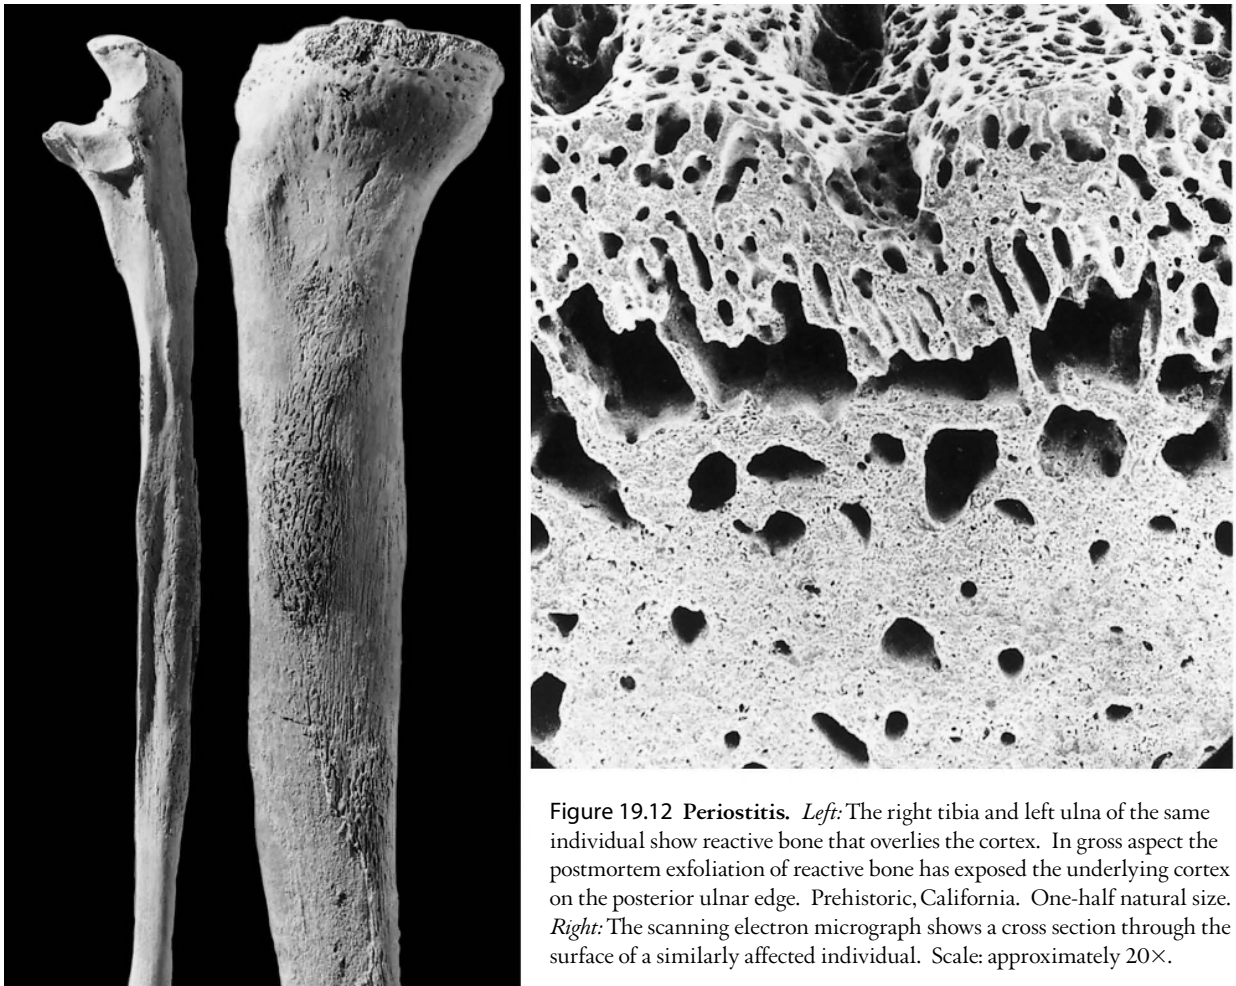 Figure 19.12 Periostitis. Left: The right tibia and left ulna of the same
individual show reactive bone that overlies the cortex. In gross aspect the
postmortem exfoliation of reactive bone has exposed the underlying cortex
on the posterior ulnar edge. Prehistoric, California. One-half natural size.
Right: The scanning electron micrograph shows a cross section through the
surface of a similarly affected individual. Scale: approximately 20×.